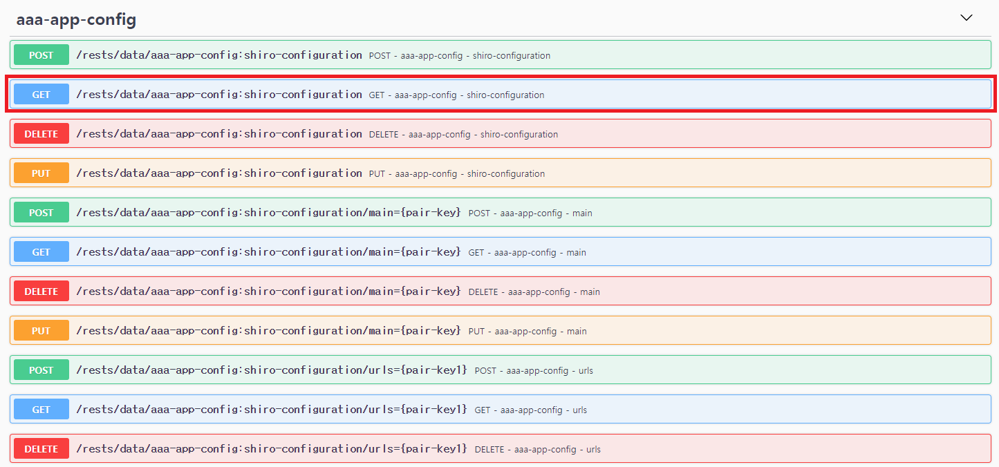 aaa-app-config
POST /rests/data/aaa-app-config:shiro-configuration POST - aaa-app-config - shiro-configuration
GET /rests/data/aaa-app-config:shiro-configuration GET - aaa-app-config - shiro-configuration
DELETE /rests/data/aaa-app-config:shiro-configuration DELETE - aaa-app-config - shiro-configuration
PUT /rests/data/aaa-app-config:shiro-configuration PUT - aaa-app-config - shiro-configuration
POST /rests/data/aaa-app-config:shiro-configuration/main={pair-key} POST - aaa-app-config - main
GET /rests/data/aaa-app-config:shiro-configuration/main={pair-key} GET - aaa-app-config - main
DELETE /rests/data/aaa-app-config:shiro-configuration/main={pair-key} DELETE - aaa-app-config - main
PUT /rests/data/aaa-app-config:shiro-configuration/main={pair-key} PUT - aaa-app-config - main
POST /rests/data/aaa-app-config:shiro-configuration/urls={pair-key1} POST - aaa-app-config - urls
GET /rests/data/aaa-app-config:shiro-configuration/urls={pair-key1} GET - aaa-app-config - urls
DELETE /rests/data/aaa-app-config:shiro-configuration/urls={pair-key1} DELETE - aaa-app-config - urls